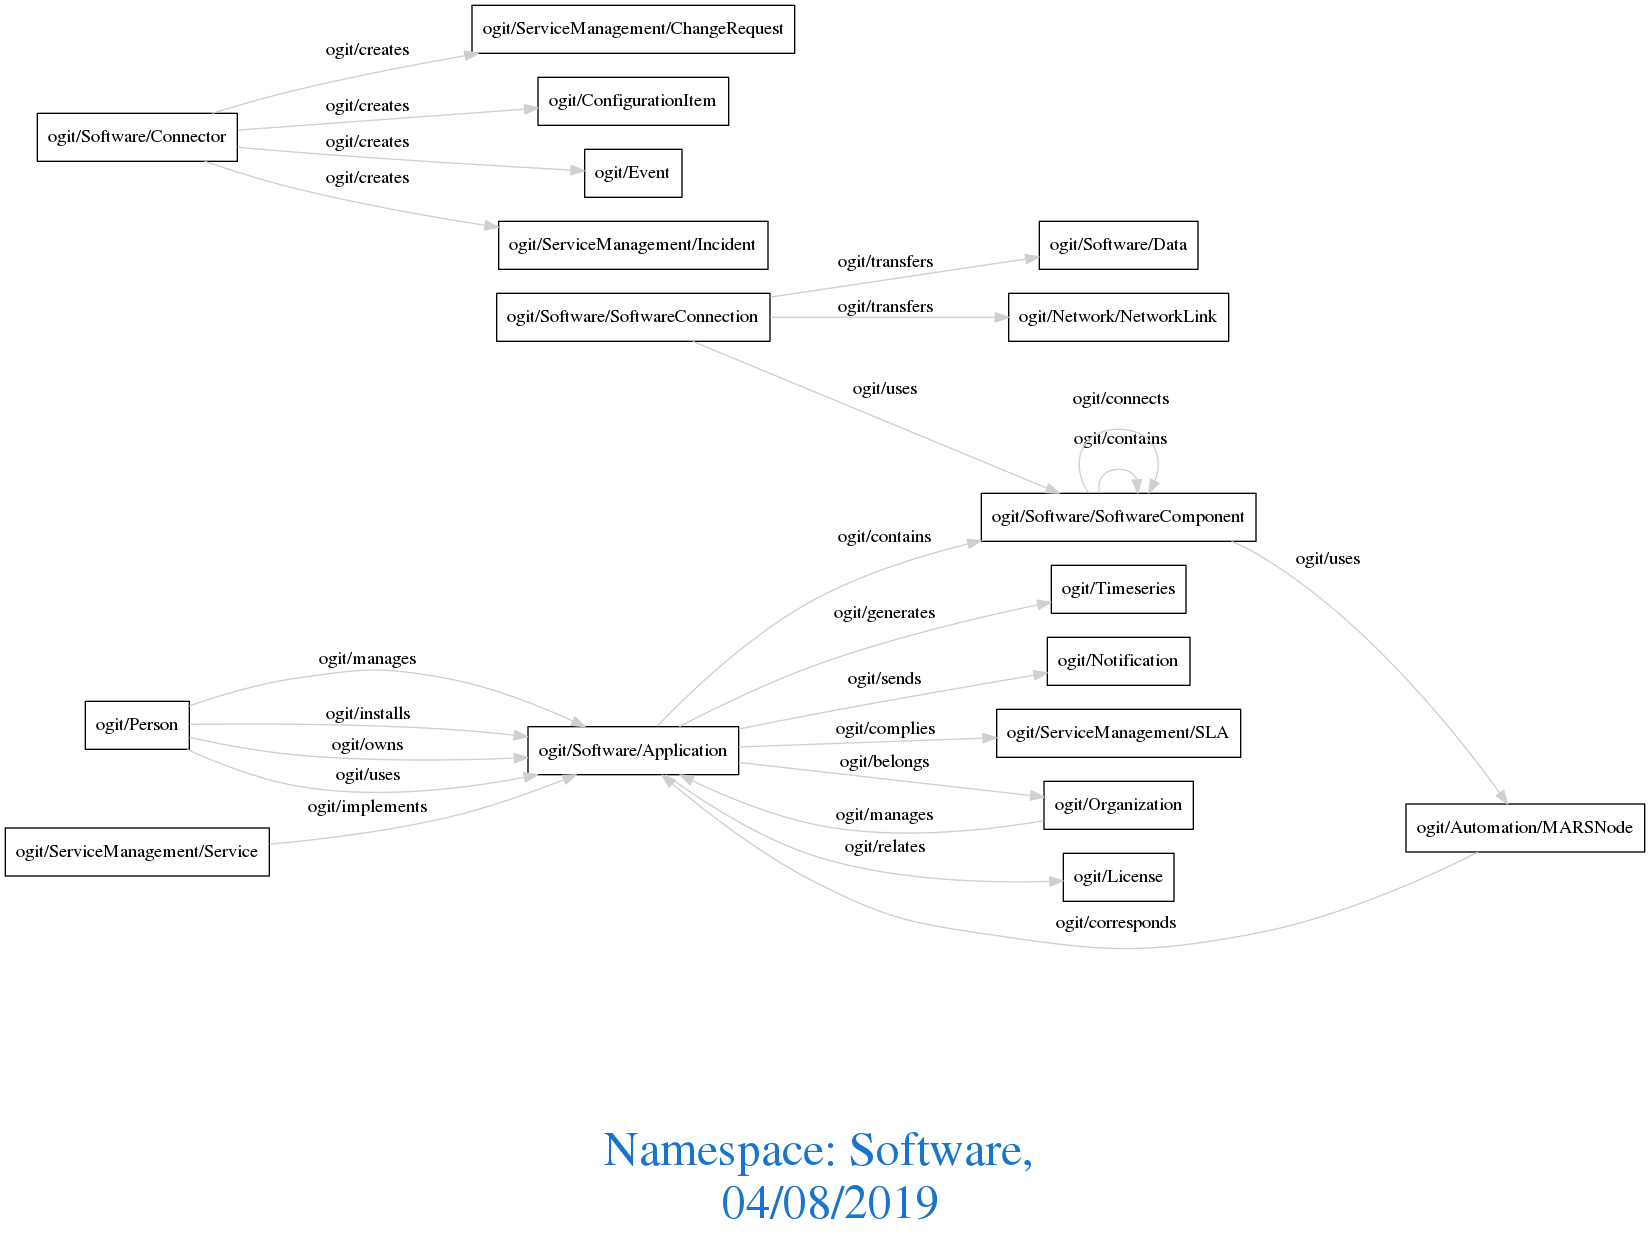 ogit/ServiceManagement/ChangeRequest
ogit/creates
ogit/ConfigurationItem
ogit/creates
ogit/Software/Connector
ogit/creates
ogit/Event
ogit/creates
ogit/ServiceManagement/Incident
ogit/Software/Data
ogit/transfers
ogit/Software/SoftwareConnection
ogit/transfers
ogit/Network/NetworkLink
ogit/uses
ogit/connects
ogit/contains
ogit/Software/SoftwareComponent
ogit/contains
ogit/uses
ogit/Timeseries
ogit/generates
ogit/manages
ogit/Notification
ogit/sends
ogit/Person
ogit/installs
ogit/complies
ogit/ServiceManagement/SLA
ogit/owns
ogit/Software/Application
ogit/belongs
ogit/uses
ogit/implements
ogit/Organization
ogit/manages
ogit/Automation/MARSNode
ogit/relates
ogit/ServiceManagement/Service
ogit/License
ogit/corresponds
Namespace: Software,
04/08/2019